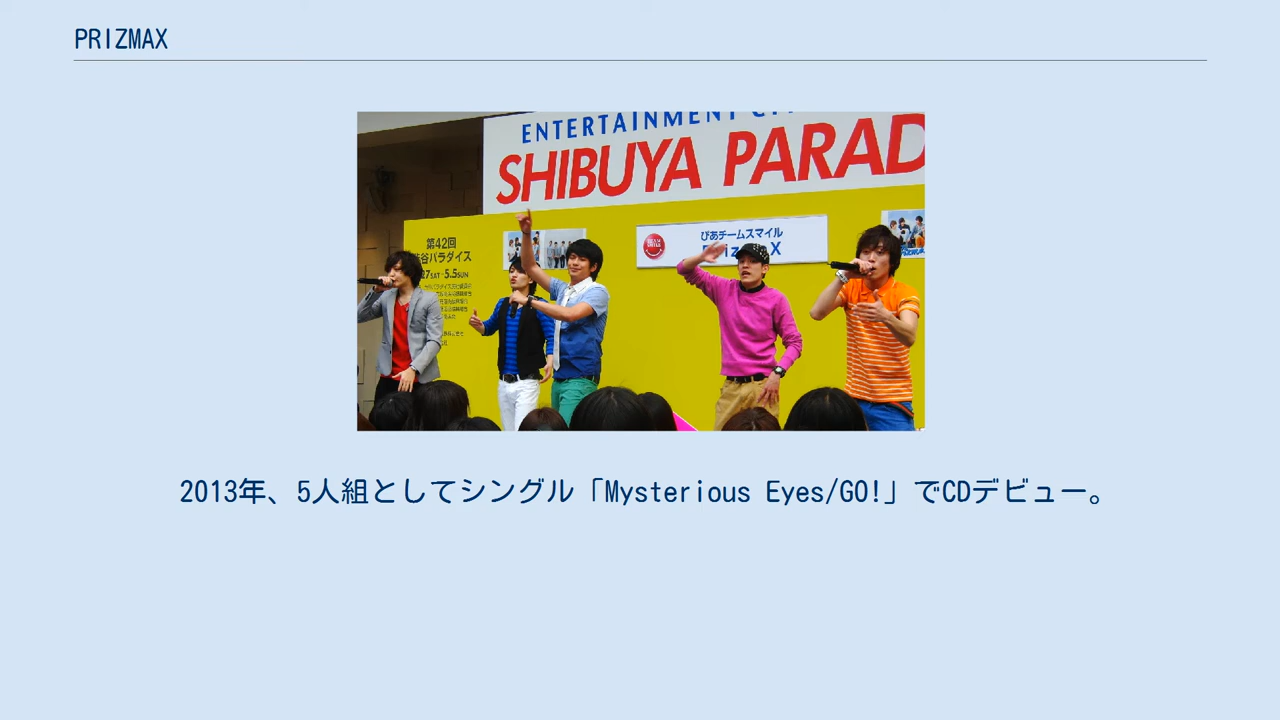 PRIZMAX
ENTERTAINMENT
SHIBUYA PARAD
第42回
渋谷パラダイス
27SAT-5.5SUN
ぴあチームスマイル
2013年、5人組としてシングル「Mysterious Eyes/GO!」でCDデビュー。